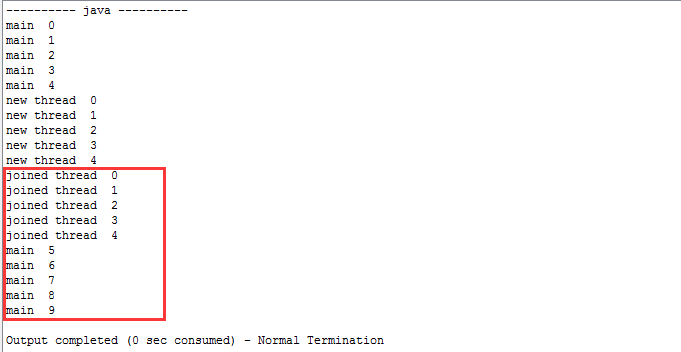 ---------- java ----------
main  0
main  1
main  2
main  3
main  4
new thread  0
new thread  1
new thread  2
new thread  3
new thread  4
joined thread  0
joined thread  1
joined thread  2
joined thread  3
joined thread  4
main  5
main  6
main  7
main  8
main  9
Output completed (0 sec consumed) - Normal Termination